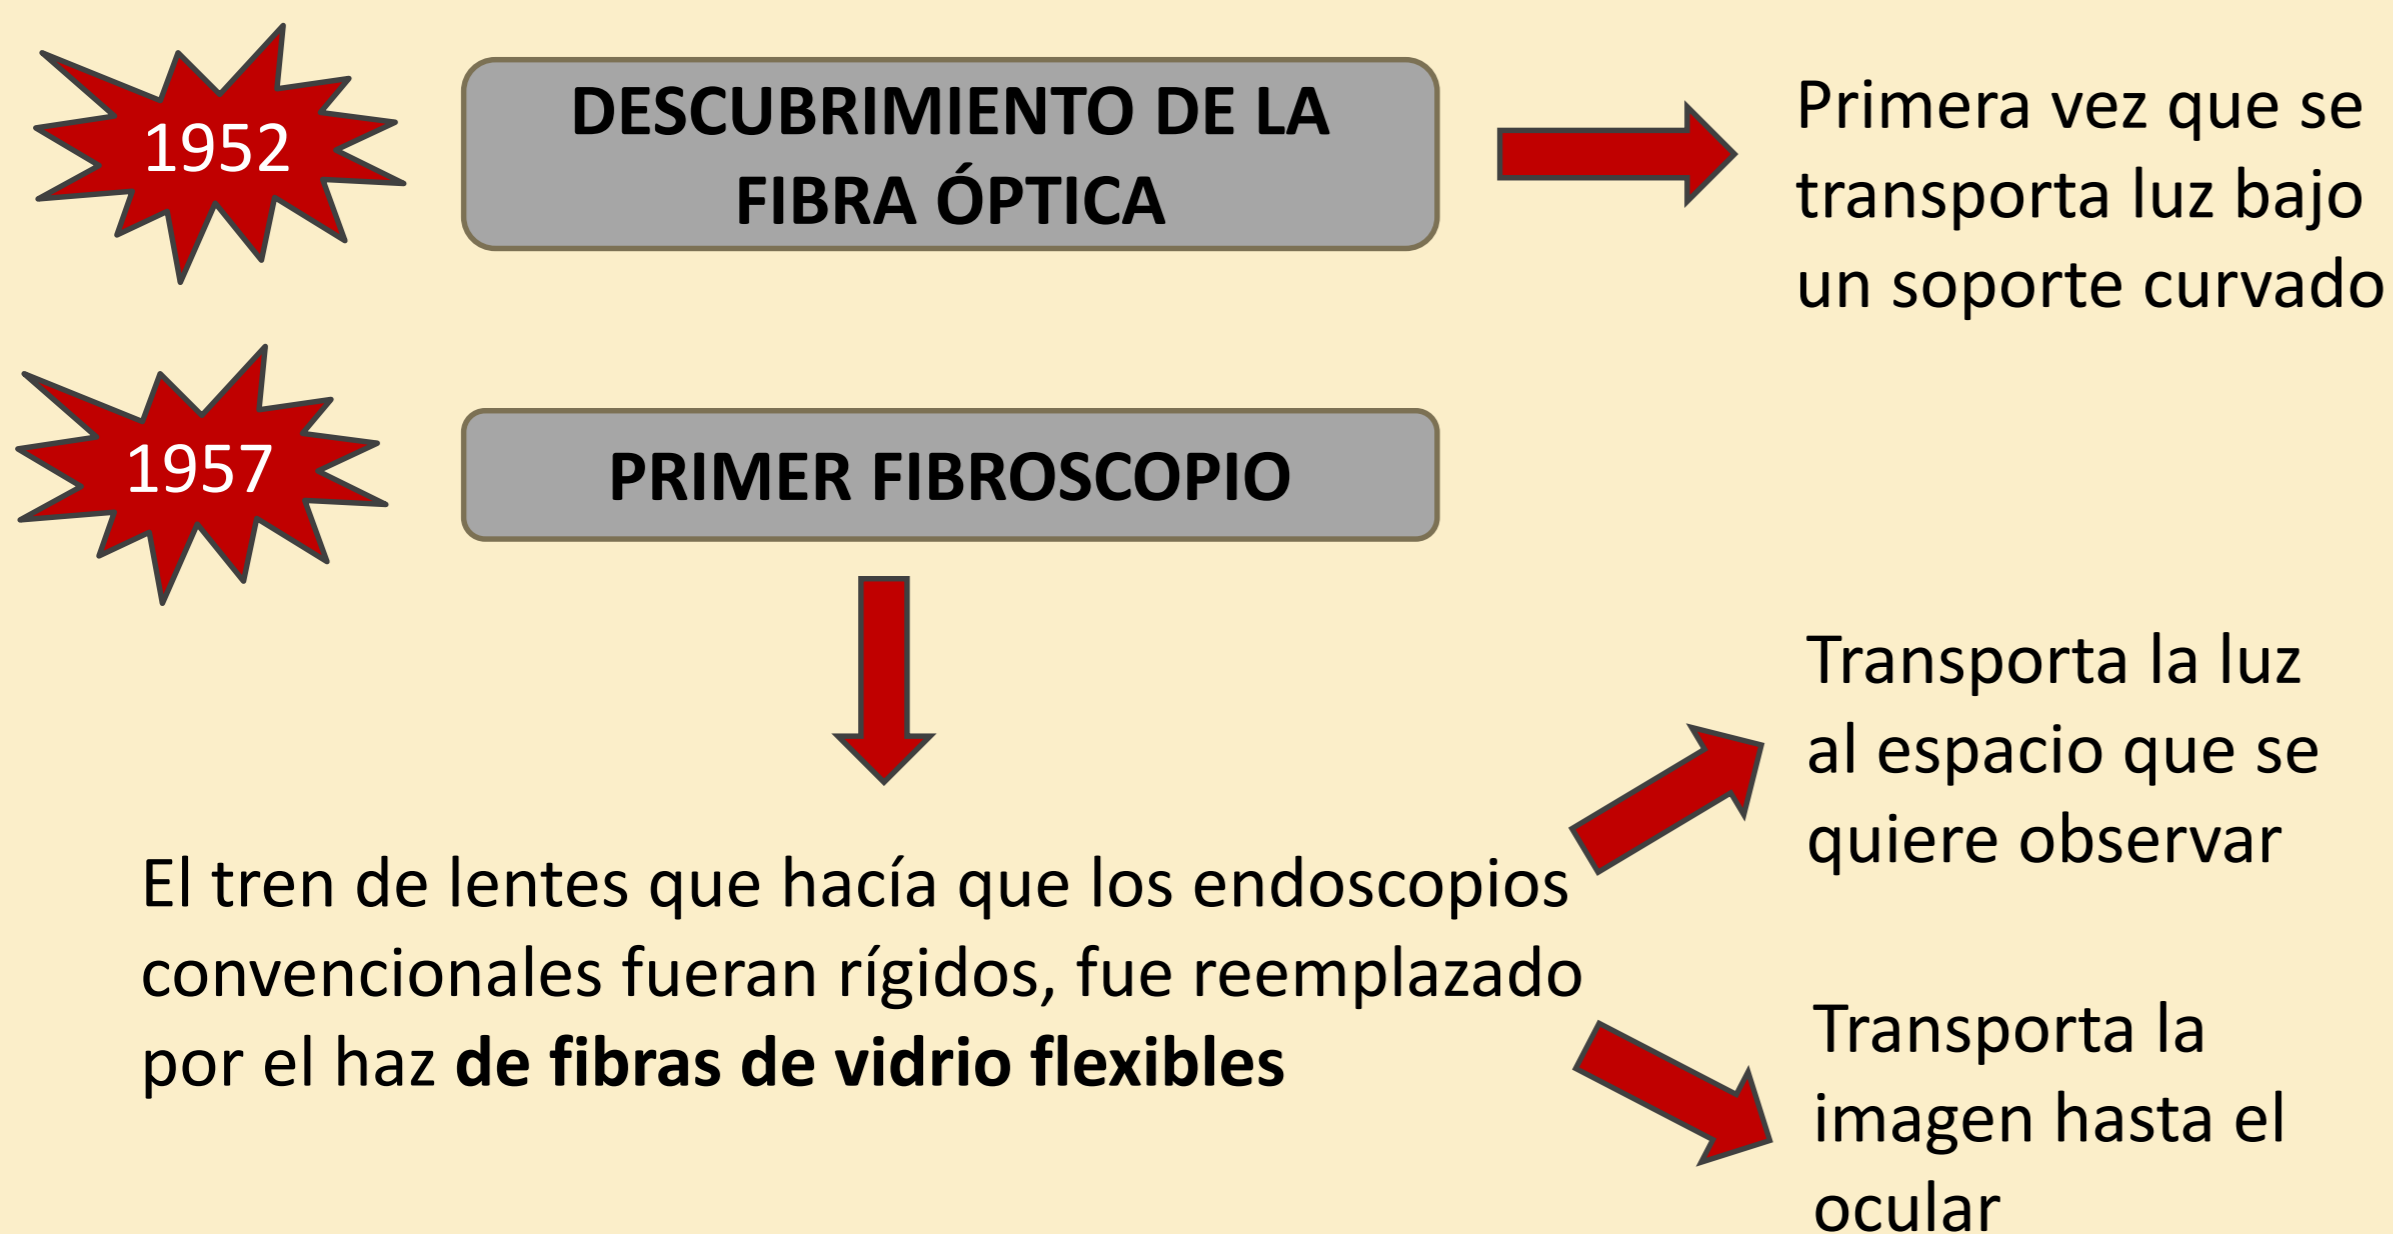 1952
DESCUBRIMIENTO DE LA
FIBRA ÓPTICA
Primera vez que se
transporta luz bajo
un soporte curvado
1957
PRIMER FIBROSCOPIO
El tren de lentes que hacía que los endoscopios
convencionales fueran rígidos, fue reemplazado
por el haz de fibras de vidrio flexibles
Transporta la luz
al espacio que se
quiere observar
Transporta la
imagen hasta el
ocular